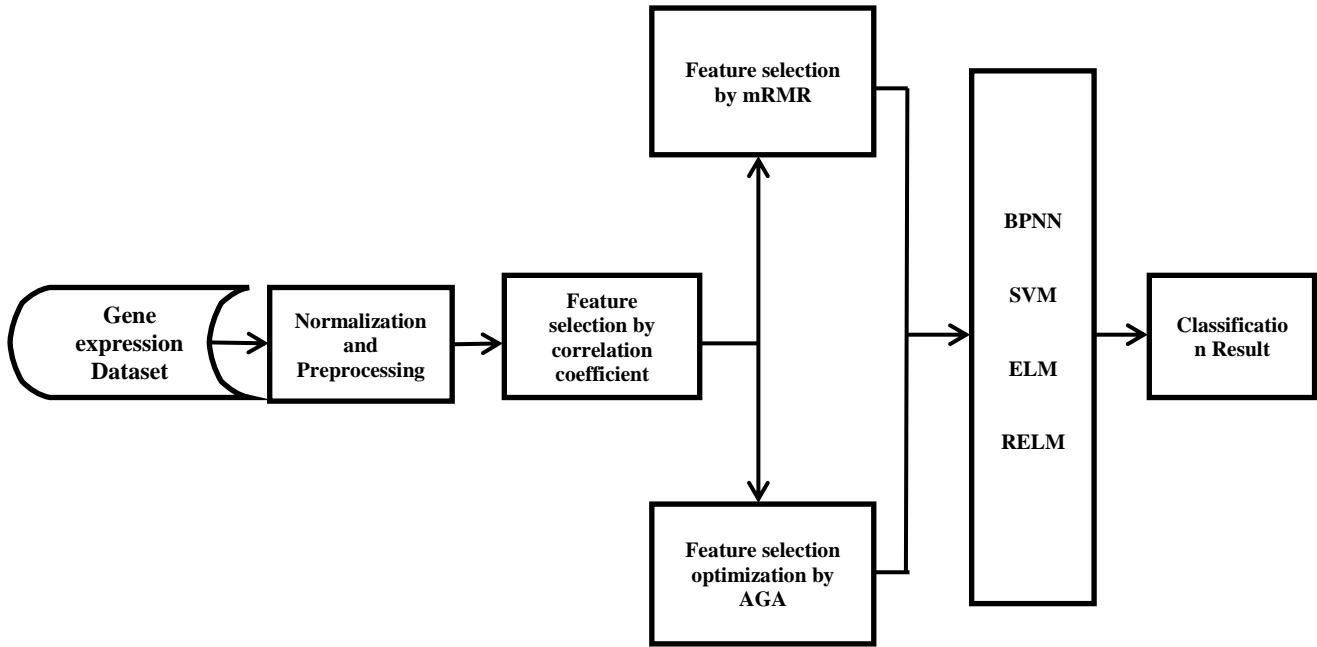 Gene
expression
Dataset
Normalization
and
Preprocessing
Feature
selection by
correlation
coefficient
Feature selection
by mRMR
Feature selection
optimization by
AGA
BPNN
SVM
ELM
RELM
Classificatio
n Result